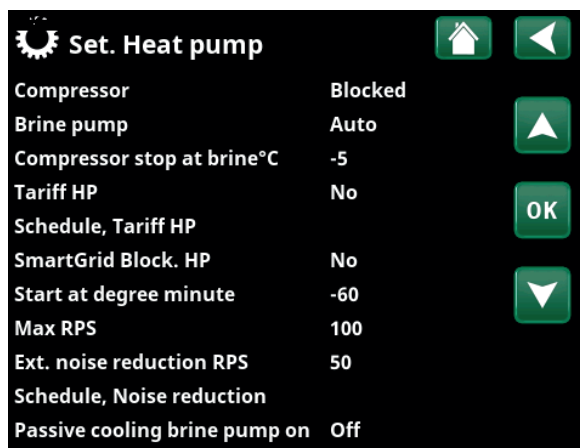 Set. Heat pump
Compressor Blocked
Brine pump Auto
Compressor stop at brine°C -5
Tariff HP No
OK
Schedule, Tariff HP
SmartGrid Block. HP No
Start at degree minute -60
Max RPS 100
Ext. noise reduction RPS 50
Schedule, Noise reduction
Passive cooling brine pump on Off